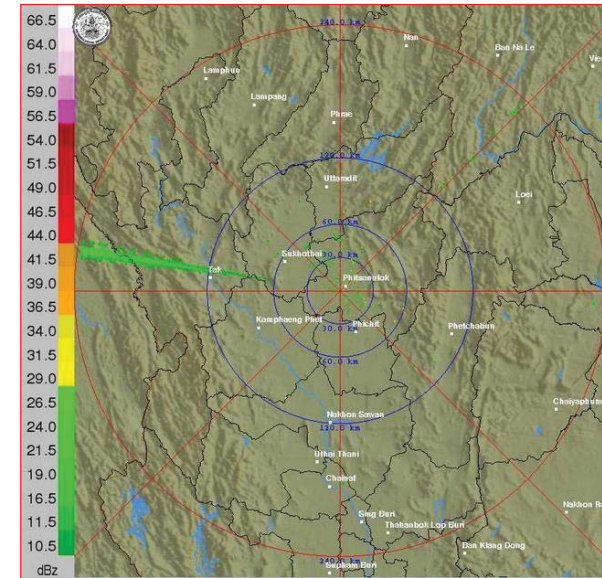 66.5
64.0
61.5
59.0
56.5
54.0
51.5
49.0
46.5
44.0
41.5
39.0
36.5
34.0
31.5
29.0
26.5
24.0
21.5
19.0
16.5
11.5
10.5
dBz
240.0 km
Nan
Ban Na Le
Lamphun
Lampang
Phrae
120.0 km
Uttaradit
Loei
60.0 km
Sukhothai
30.0 km
Tak
Phitsanulok
Kamphaeng Phet
30.0 km
Phichit
Phetchabun
60.0 km
Chaiyaphum
Nakhon Sawan
120.0 km
Uthai Thani
Chainat
Nakhon Ra
Sing Buri
Thahanbok Lop Buri
Ban Klang Dong
240.0 km
Suphom Buri